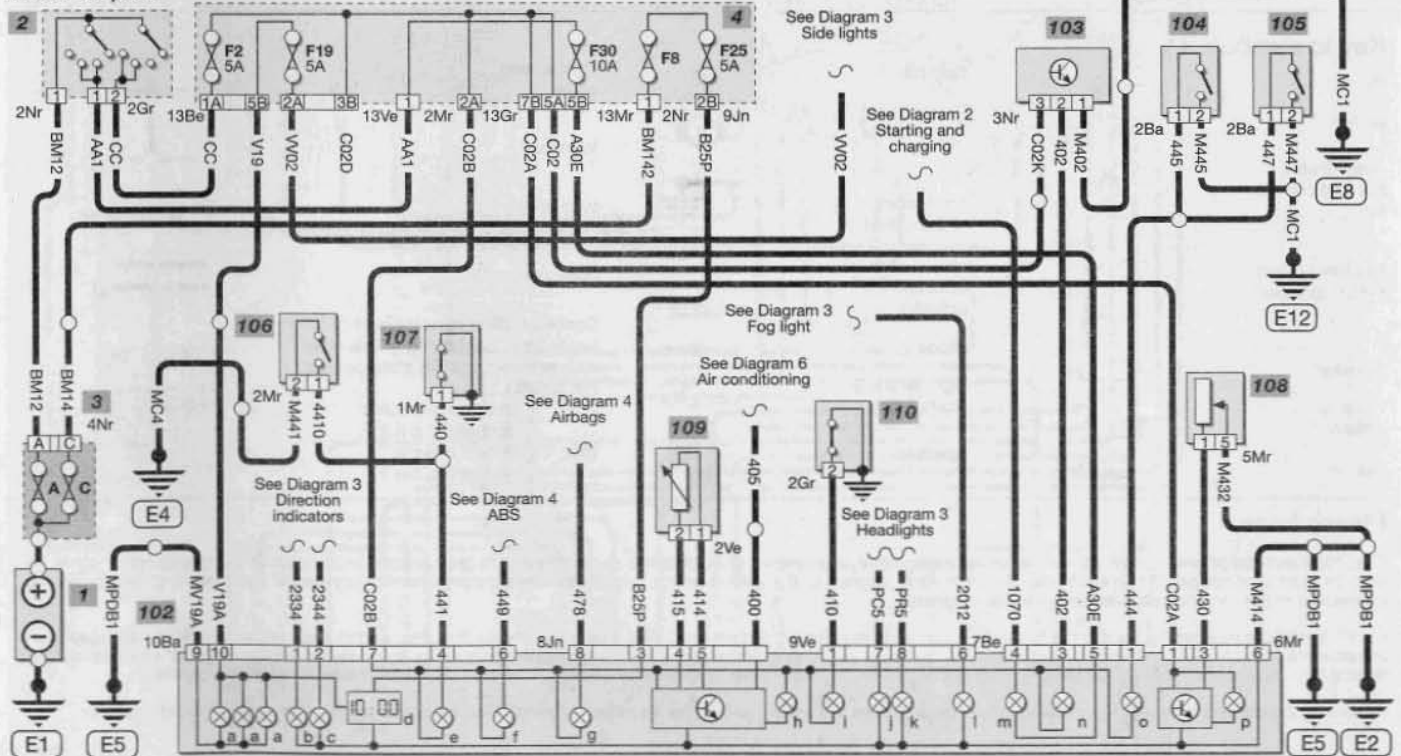 2
4
103
104
105
F2
5A
F19
5A
F30
10A
F8
F25
5A
See Diagram 3
Side lights
See Diagram 2
Starting and
charging
1
1 2
2Nr
2Gr
1A 5B 2A 3B 1 2A 7B 5A 5B 1 2B
13Be
13Ve
2Mr
13Gr
13Mr
2Nr
9Jn
3 2 1
3Nr
1 2
2Ba
1 2
2Ba
BM12
AA1
CC
CC
V19
VV02
C02D
AA1
C02B
C02A
C02
A30E
BM142
B25P
VV02
C02K
402
M402
445
M445
447
M447
MC1
MC1
E8
E12
See Diagram 3
Fog light
106
107
2 1
2Mr
1
1Mr
M441
4410
440
MC4
E4
BM12
BM14
3
4Nr
A C
A
C
See Diagram 4
Airbags
See Diagram 6
Air conditioning
109
110
108
2 1
2Ve
2
2Gr
1 5
5Mr
M432
See Diagram 3
Direction
indicators
See Diagram 4
ABS
See Diagram 3
Headlights
405
1
102
MPDB1
MV19A
V19A
2334
2344
C02B
441
449
478
B25P
415
414
400
410
PC5
PR5
2012
1070
402
A30E
444
C02A
430
M414
MPDB1
MPDB1
10Ba
9 10 1 2 7 4 6
8Jn
8 3 4 5
9Ve
1 7 8 6
7Be
4 3 5 1 1 3 6
6Mr
a a a b c d e f g h i j k l m n o p
E1
E5
E5
E2